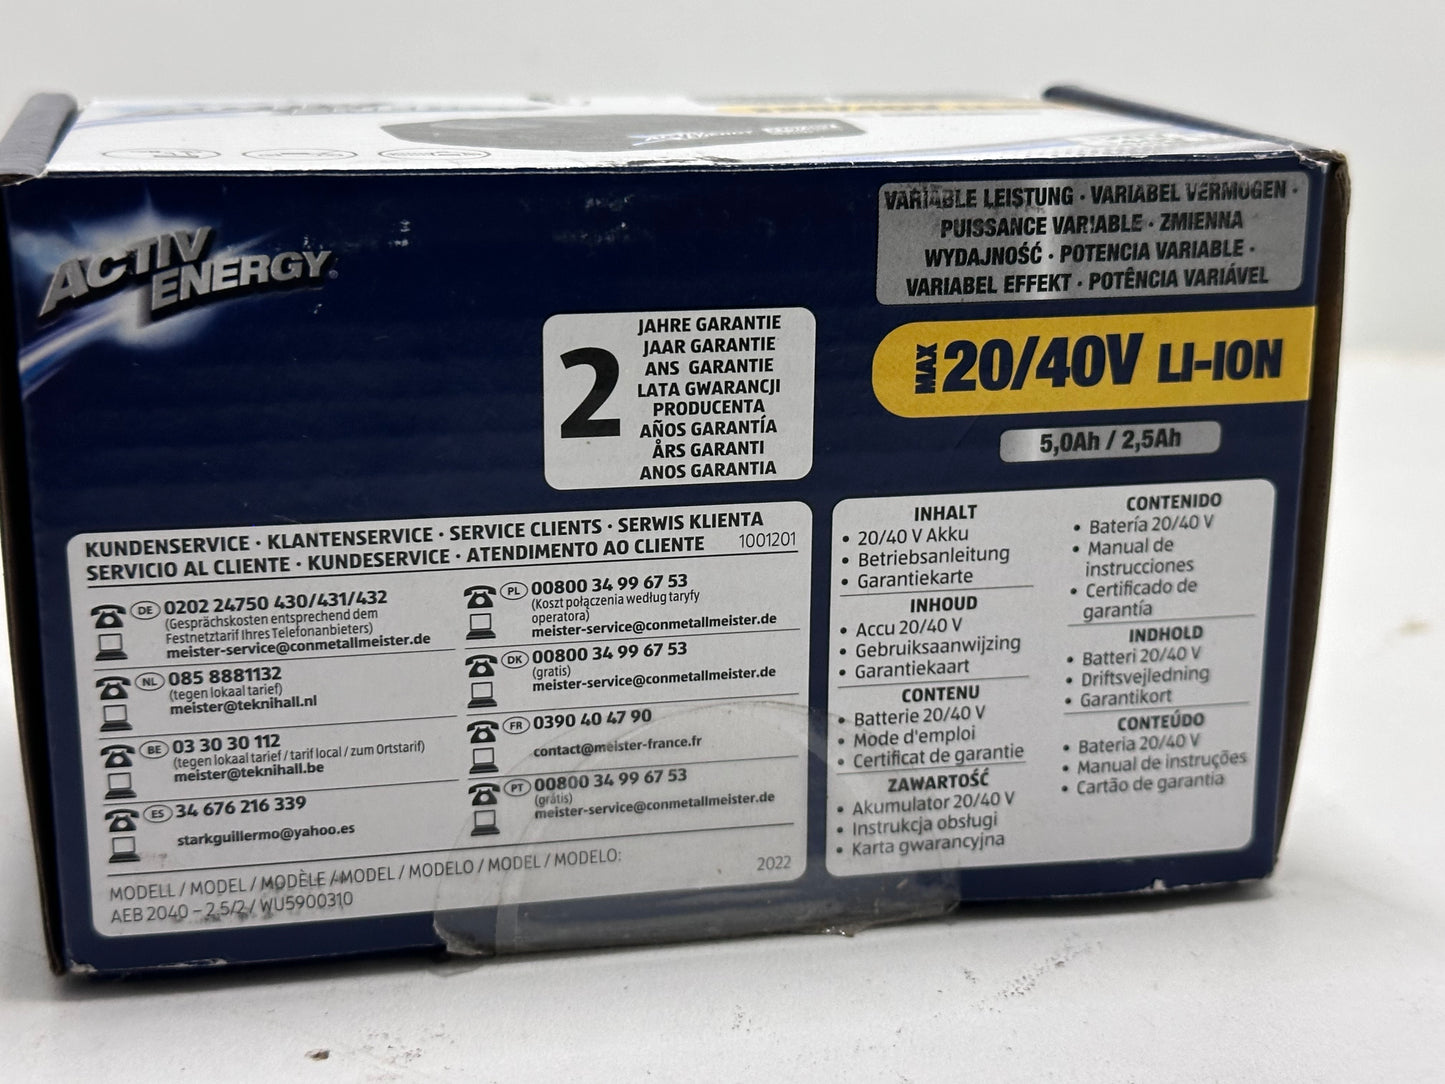 ACTIV
ENERGY
VARIABLE LEISTUNG · VARIABEL VERMOGEN ·
PUISSANCE VARIABLE · ZMIENNA
WYDAJNOŚĆ · POTENCIA VARIABLE ·
VARIABEL EFFEKT · POTÊNCIA VARIÁVEL
MAX 20/40V LI-ION
5,0Ah / 2,5Ah
2
JAHRE GARANTIE
JAAR GARANTIE
ANS GARANTIE
LATA GWARANCJI
PRODUCENTA
AÑOS GARANTÍA
ÅRS GARANTI
ANOS GARANTIA
KUNDENSERVICE · KLANTENSERVICE · SERVICE CLIENTS · SERWIS KLIENTA
SERVICIO AL CLIENTE · KUNDESERVICE · ATENDIMENTO AO CLIENTE 1001201
DE 0202 24750 430/431/432
(Gesprächskosten entsprechend dem
Festnetztarif Ihres Telefonanbieters)
meister-service@conmetallmeister.de
NL 085 8881132
(tegen lokaal tarief)
meister@teknihall.nl
BE 03 30 30 112
(tegen lokaal tarief / tarif local / zum Ortstarif)
meister@teknihall.be
ES 34 676 216 339
starkguillermo@yahoo.es
PL 00800 34 99 67 53
(Koszt połączenia według taryfy
operatora)
meister-service@conmetallmeister.de
DK 00800 34 99 67 53
(gratis)
meister-service@conmetallmeister.de
FR 0390 40 47 90
contact@meister-france.fr
PT 00800 34 99 67 53
(grátis)
meister-service@conmetallmeister.de
MODELL / MODEL / MODÈLE / MODEL / MODELO / MODEL / MODELO:
AEB 2040 – 2,5/2 / WU5900310
2022
INHALT
• 20/40 V Akku
• Betriebsanleitung
• Garantiekarte
INHOUD
• Accu 20/40 V
• Gebruiksaanwijzing
• Garantiekaart
CONTENU
• Batterie 20/40 V
• Mode d'emploi
• Certificat de garantie
ZAWARTOŚĆ
• Akumulator 20/40 V
• Instrukcja obsługi
• Karta gwarancyjna
CONTENIDO
• Batería 20/40 V
• Manual de
instrucciones
• Certificado de
garantía
INDHOLD
• Batteri 20/40 V
• Driftsvejledning
• Garantikort
CONTEÚDO
• Bateria 20/40 V
• Manual de instruções
• Cartão de garantia